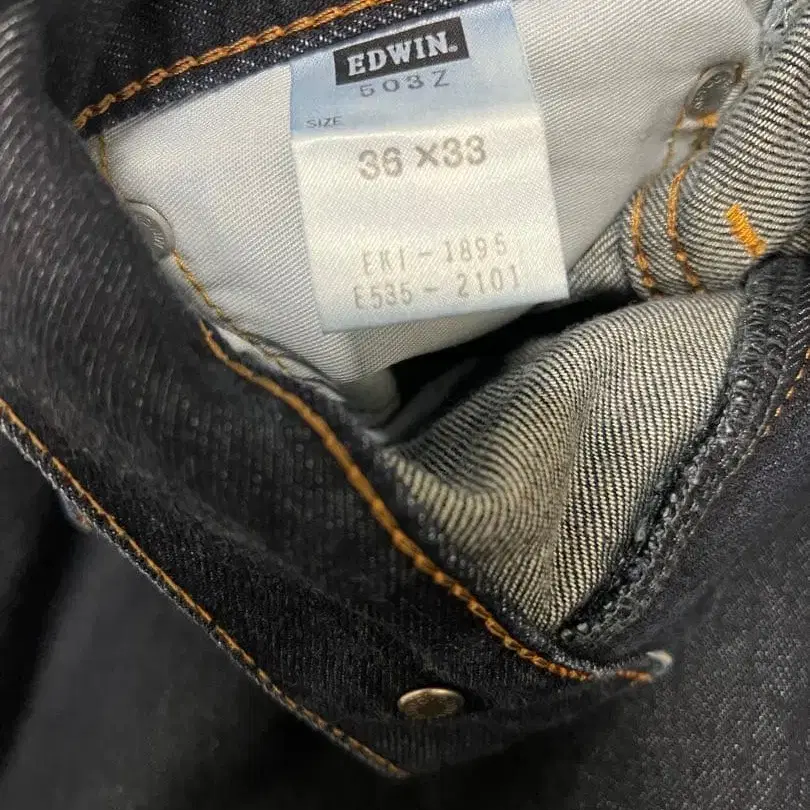 EDWIN.
503Z
SIZE
36 X33
EKI-1895
E535-2101